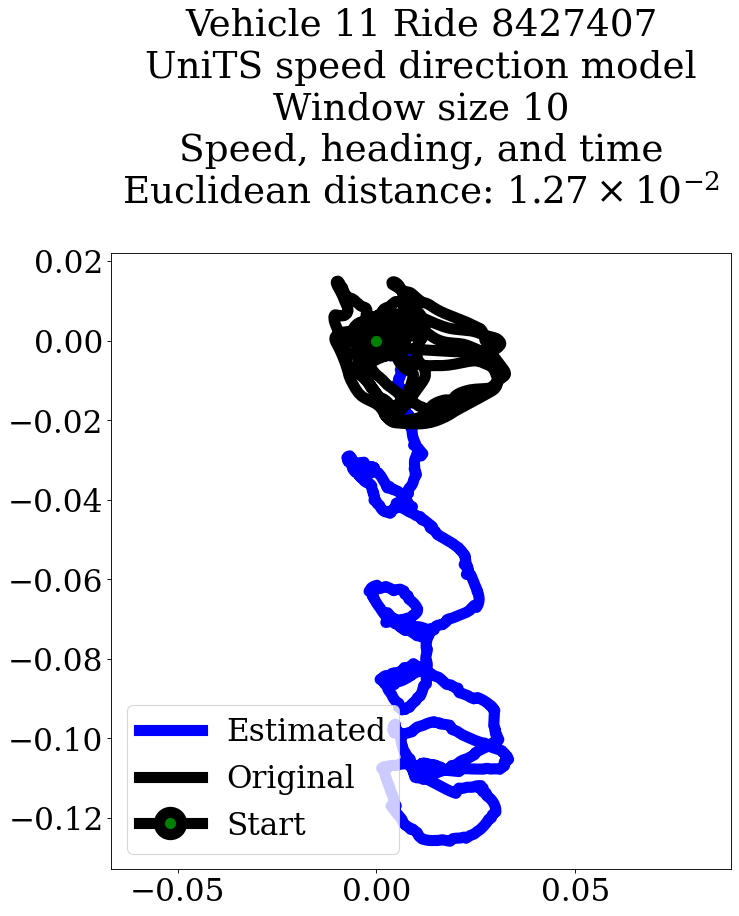 Vehicle 11 Ride 8427407
UniTS speed direction model
Window size 10
Speed, heading, and time
Euclidean distance: 1.27 × 10⁻²
0.02
0.00
−0.02
−0.04
−0.06
−0.08
−0.10
−0.12
Estimated
Original
Start
−0.05
0.00
0.05